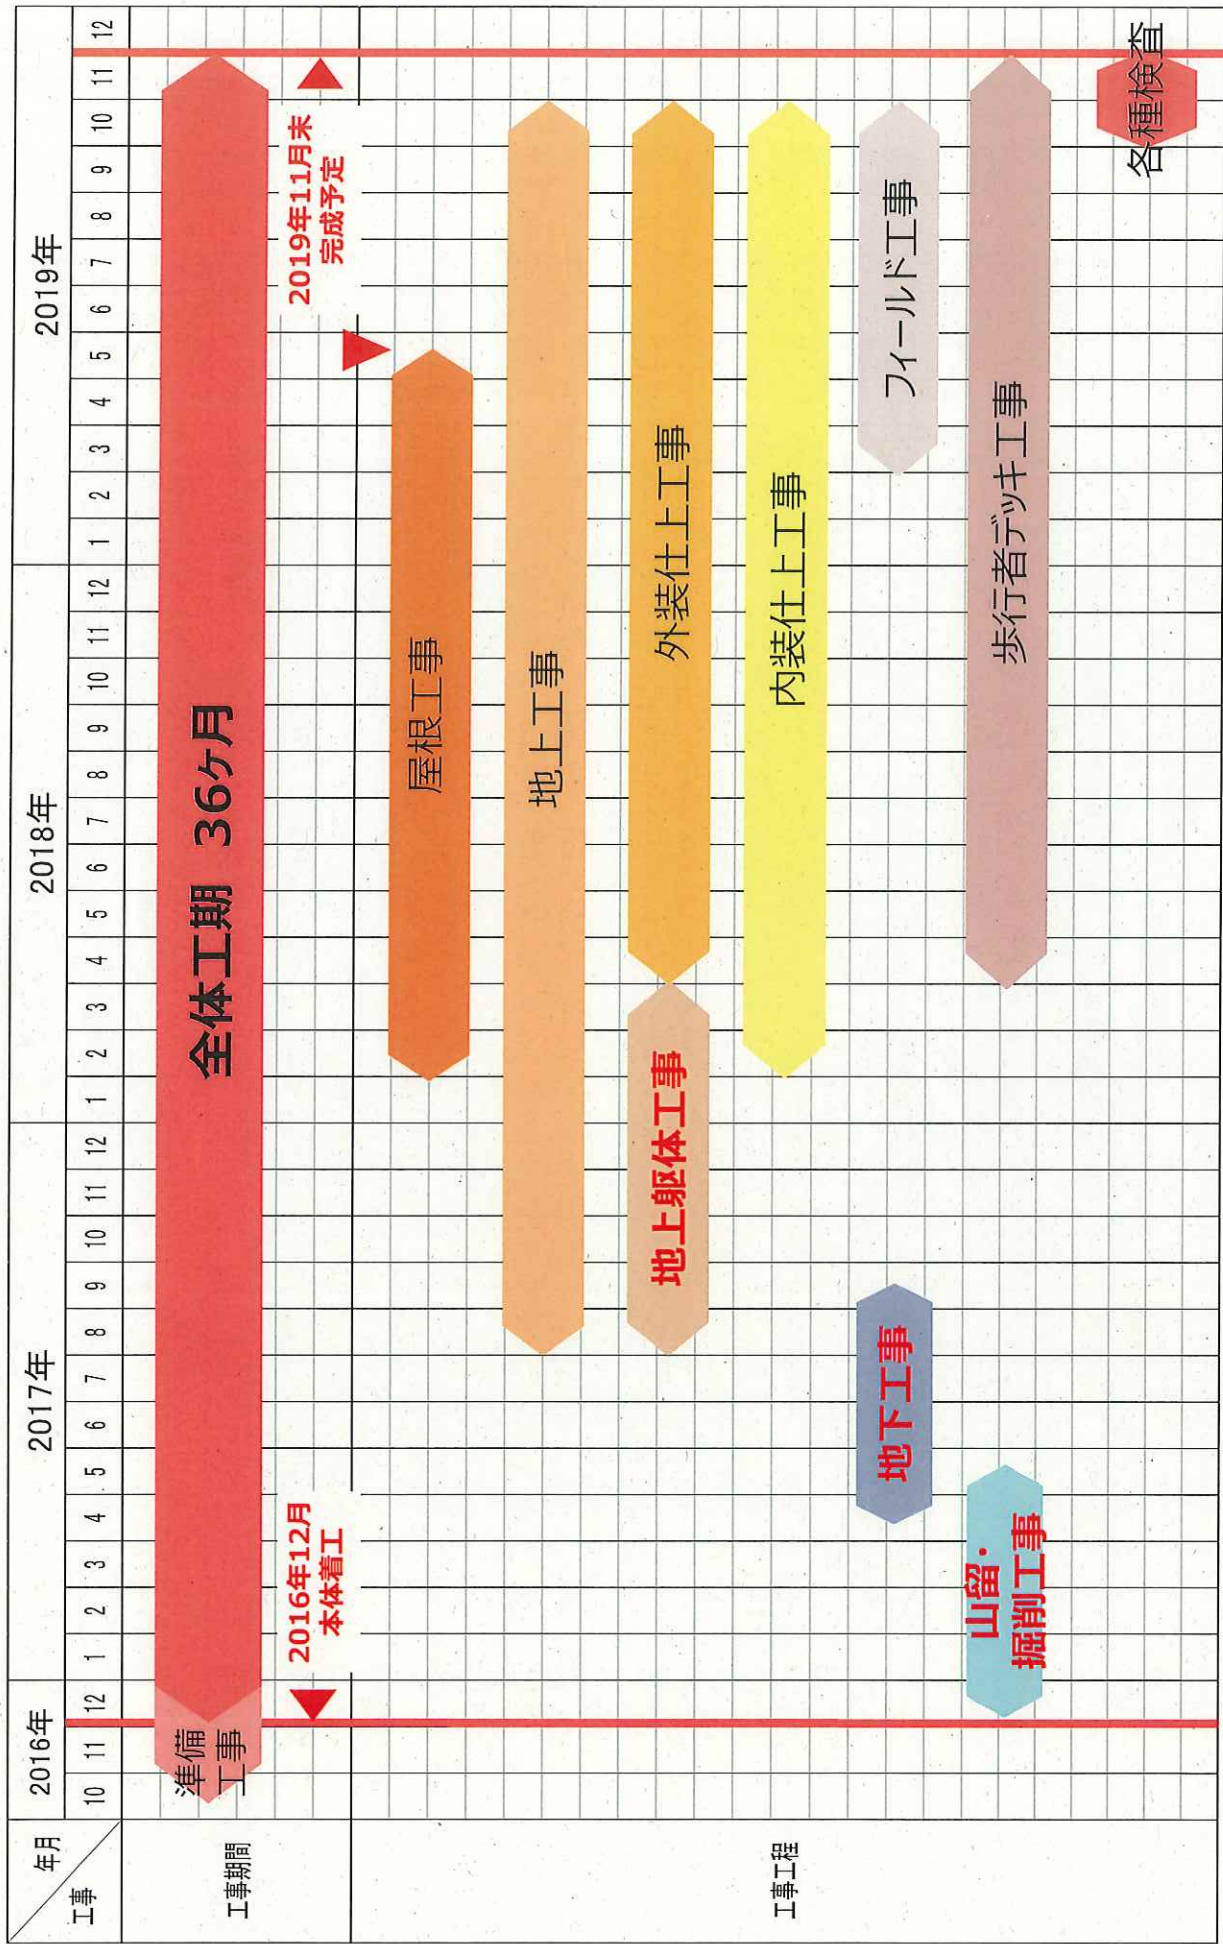 年月
工事
2016年
2017年
2018年
2019年
10 11 12 1 2 3 4 5 6 7 8 9 10 11 12 1 2 3 4 5 6 7 8 9 10 11 12 1 2 3 4 5 6 7 8 9 10 11 12
工事期間
準備
工事
全体工期 36ヶ月
2016年12月
本体着工
2019年11月末
完成予定
工事工程
屋根工事
地上工事
地上躯体工事
外装仕上工事
内装仕上工事
地下工事
フィールド工事
山留・
掘削工事
歩行者デッキ工事
各種検査